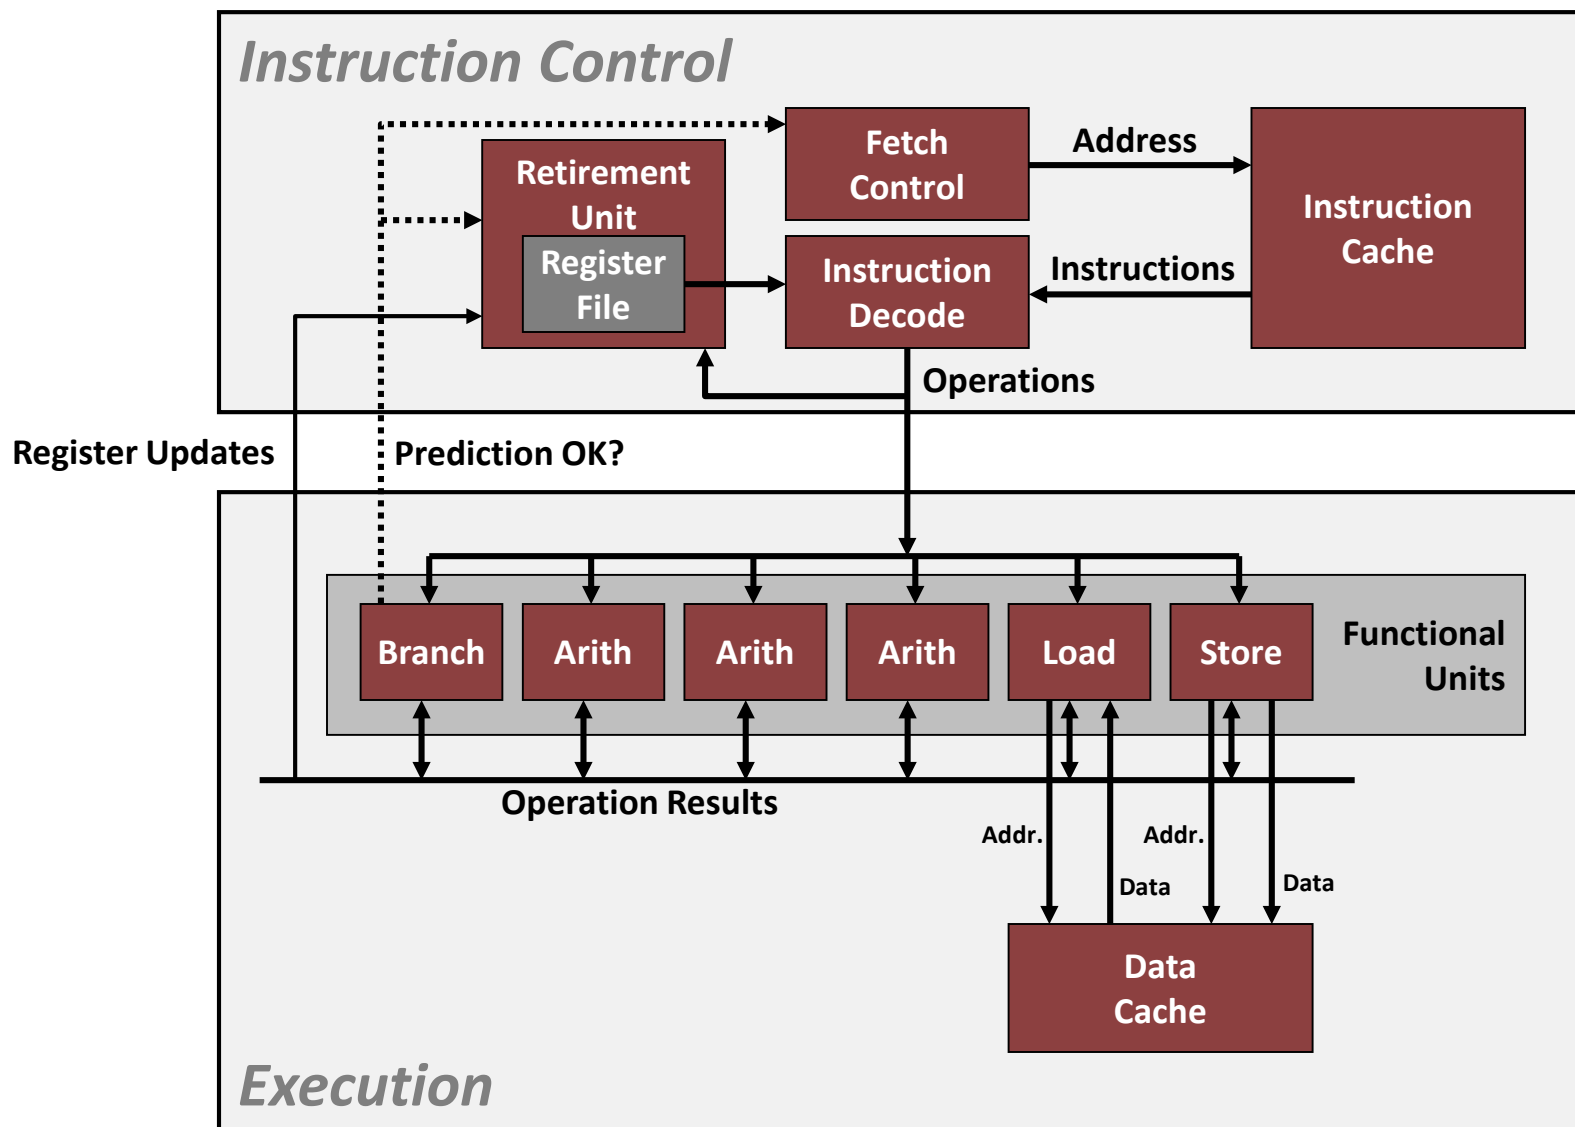 Instruction Control
Fetch
Control
Address
Instruction
Cache
Retirement
Unit
Register
File
Instruction
Decode
Instructions
Operations
Register Updates
Prediction OK?
Branch
Arith
Arith
Arith
Load
Store
Functional
Units
Operation Results
Addr.
Addr.
Data
Data
Data
Cache
Execution